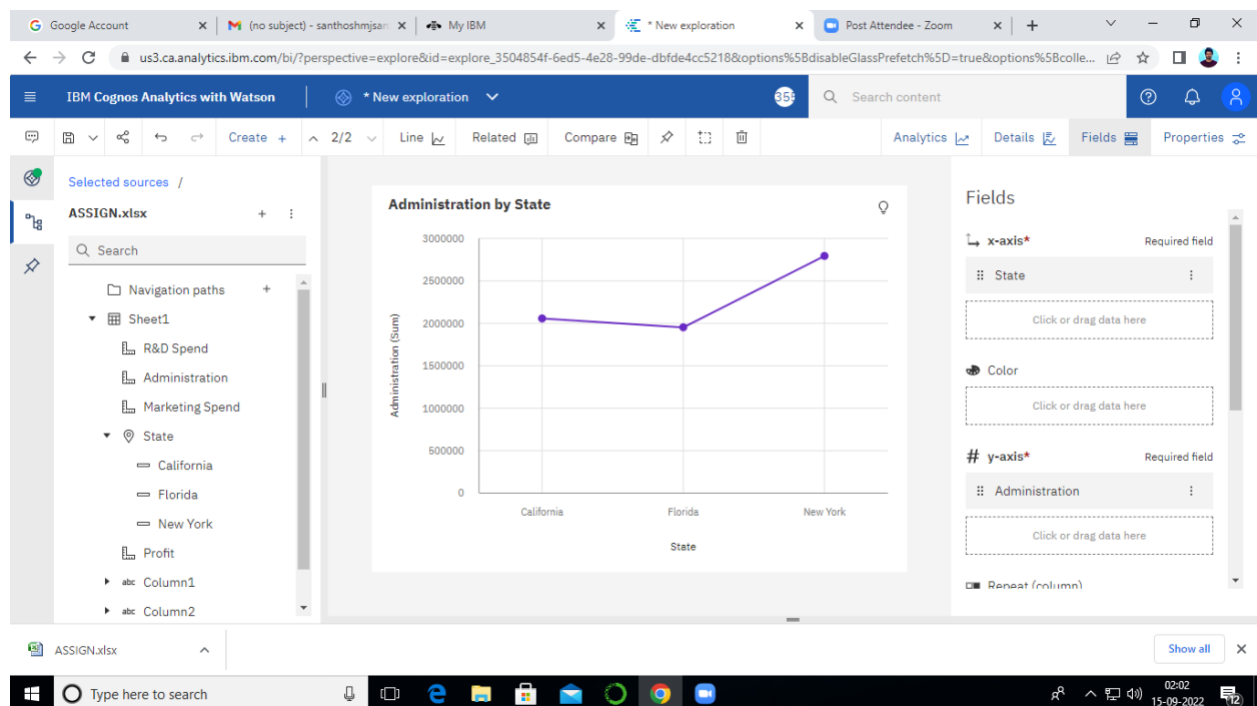 Google Account
(no subject) - santhoshmjsan
My IBM
* New exploration
Post Attendee - Zoom
us3.ca.analytics.ibm.com/bi/?perspective=explore&id=explore_3504854f-6ed5-4e28-99de-dbfde4cc5218&options%5BdisableGlassPrefetch%5D=true&options%5Bcolle...
IBM Cognos Analytics with Watson
* New exploration
Search content
Create +
2/2
Line
Related
Compare
Analytics
Details
Fields
Properties
Selected sources /
ASSIGN.xlsx
Search
Navigation paths
Sheet1
R&D Spend
Administration
Marketing Spend
State
California
Florida
New York
Profit
abc Column1
abc Column2
Administration by State
3000000
2500000
2000000
1500000
1000000
500000
0
Administration (Sum)
California
Florida
New York
State
Fields
x-axis*
Required field
State
Click or drag data here
Color
Click or drag data here
# y-axis*
Required field
Administration
Click or drag data here
Repeat (column)
ASSIGN.xlsx
Show all
Type here to search
02:02
15-09-2022
12